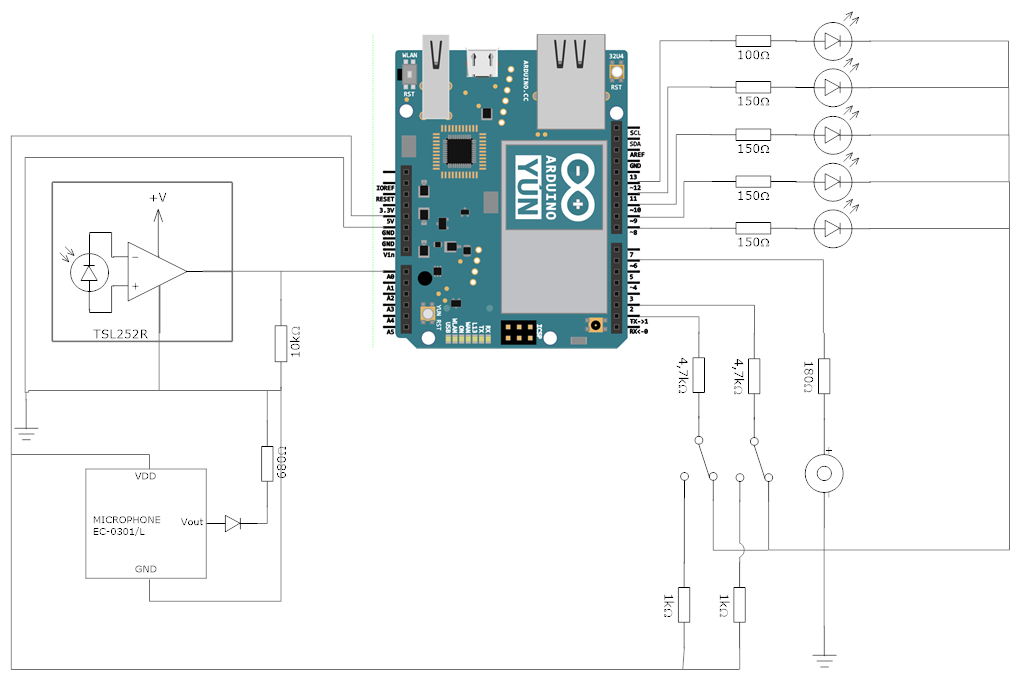 WLAN
RST
ARDUINO.CC
32U4
RST
100Ω
150Ω
150Ω
150Ω
150Ω
SCL
SDA
AREF
GND
13
~12
11
~10
~9
~8
IOREF
RESET
3.3V
5V
GND
GND
Vin
ARDUINO
YÚN
7
~6
5
~4
3
2
TX->1
RX<-0
A0
A1
A2
A3
A4
A5
YUN RST
USB
WLAN
ON
L13
TX
RX
ICSP
+V
-
+
TSL252R
10kΩ
680Ω
VDD
MICROPHONE
EC-0301/L
Vout
GND
4,7kΩ
4,7kΩ
180Ω
+
-
1kΩ
1kΩ